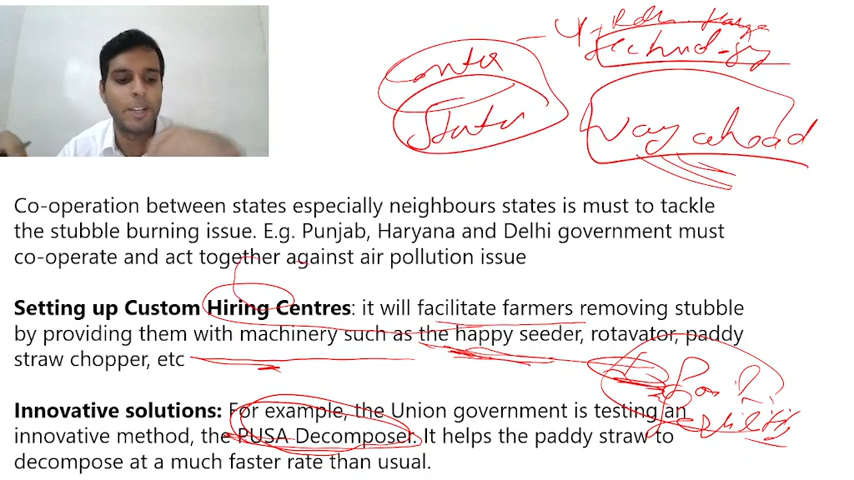 Center
States
technology
way ahead
Co-operation between states especially neighbours states is must to tackle
the stubble burning issue. E.g. Punjab, Haryana and Delhi government must
co-operate and act together against air pollution issue
Setting up Custom Hiring Centres: it will facilitate farmers removing stubble
by providing them with machinery such as the happy seeder, rotavator, paddy
straw chopper, etc
Innovative solutions: For example, the Union government is testing an
innovative method, the PUSA Decomposer. It helps the paddy straw to
decompose at a much faster rate than usual.